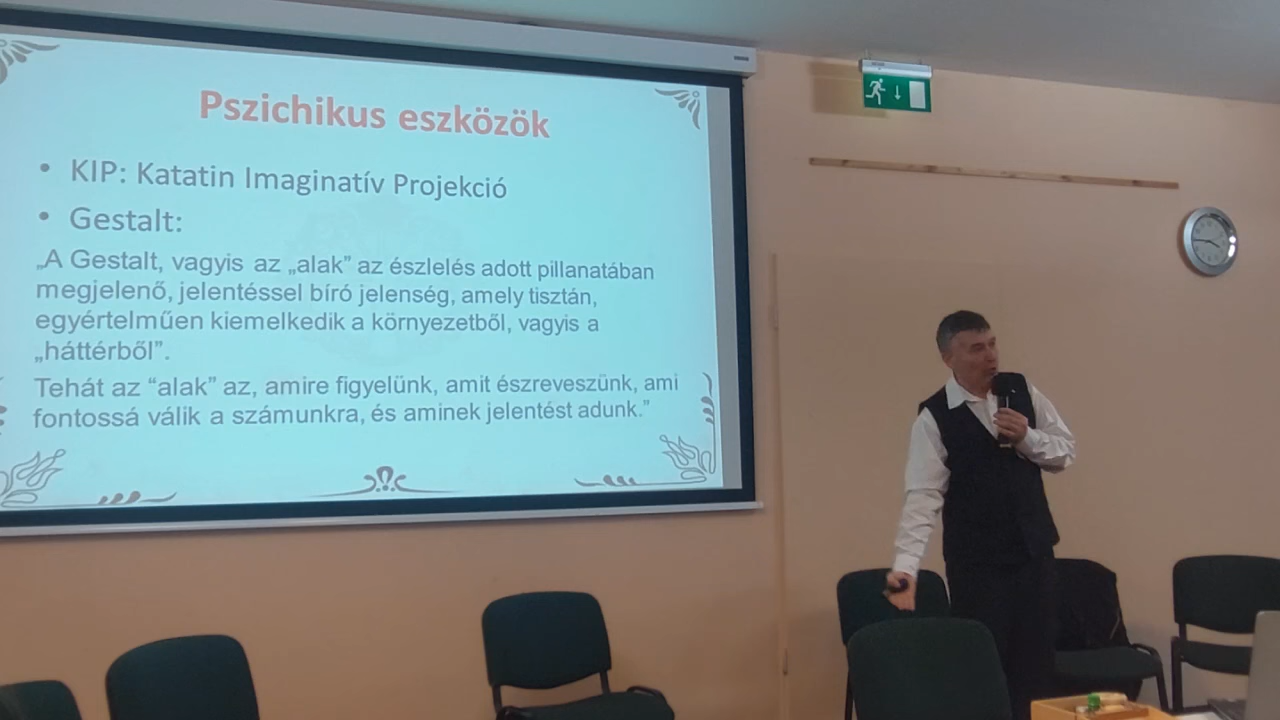 Pszichikus eszközök
• KIP: Katatin Imaginatív Projekció
• Gestalt:
„A Gestalt, vagyis az „alak” az észlelés adott pillanatában
megjelenő, jelentéssel bíró jelenség, amely tisztán,
egyértelműen kiemelkedik a környezetből, vagyis a
„háttérből”.
Tehát az “alak” az, amire figyelünk, amit észreveszünk, ami
fontossá válik a számunkra, és aminek jelentést adunk.”